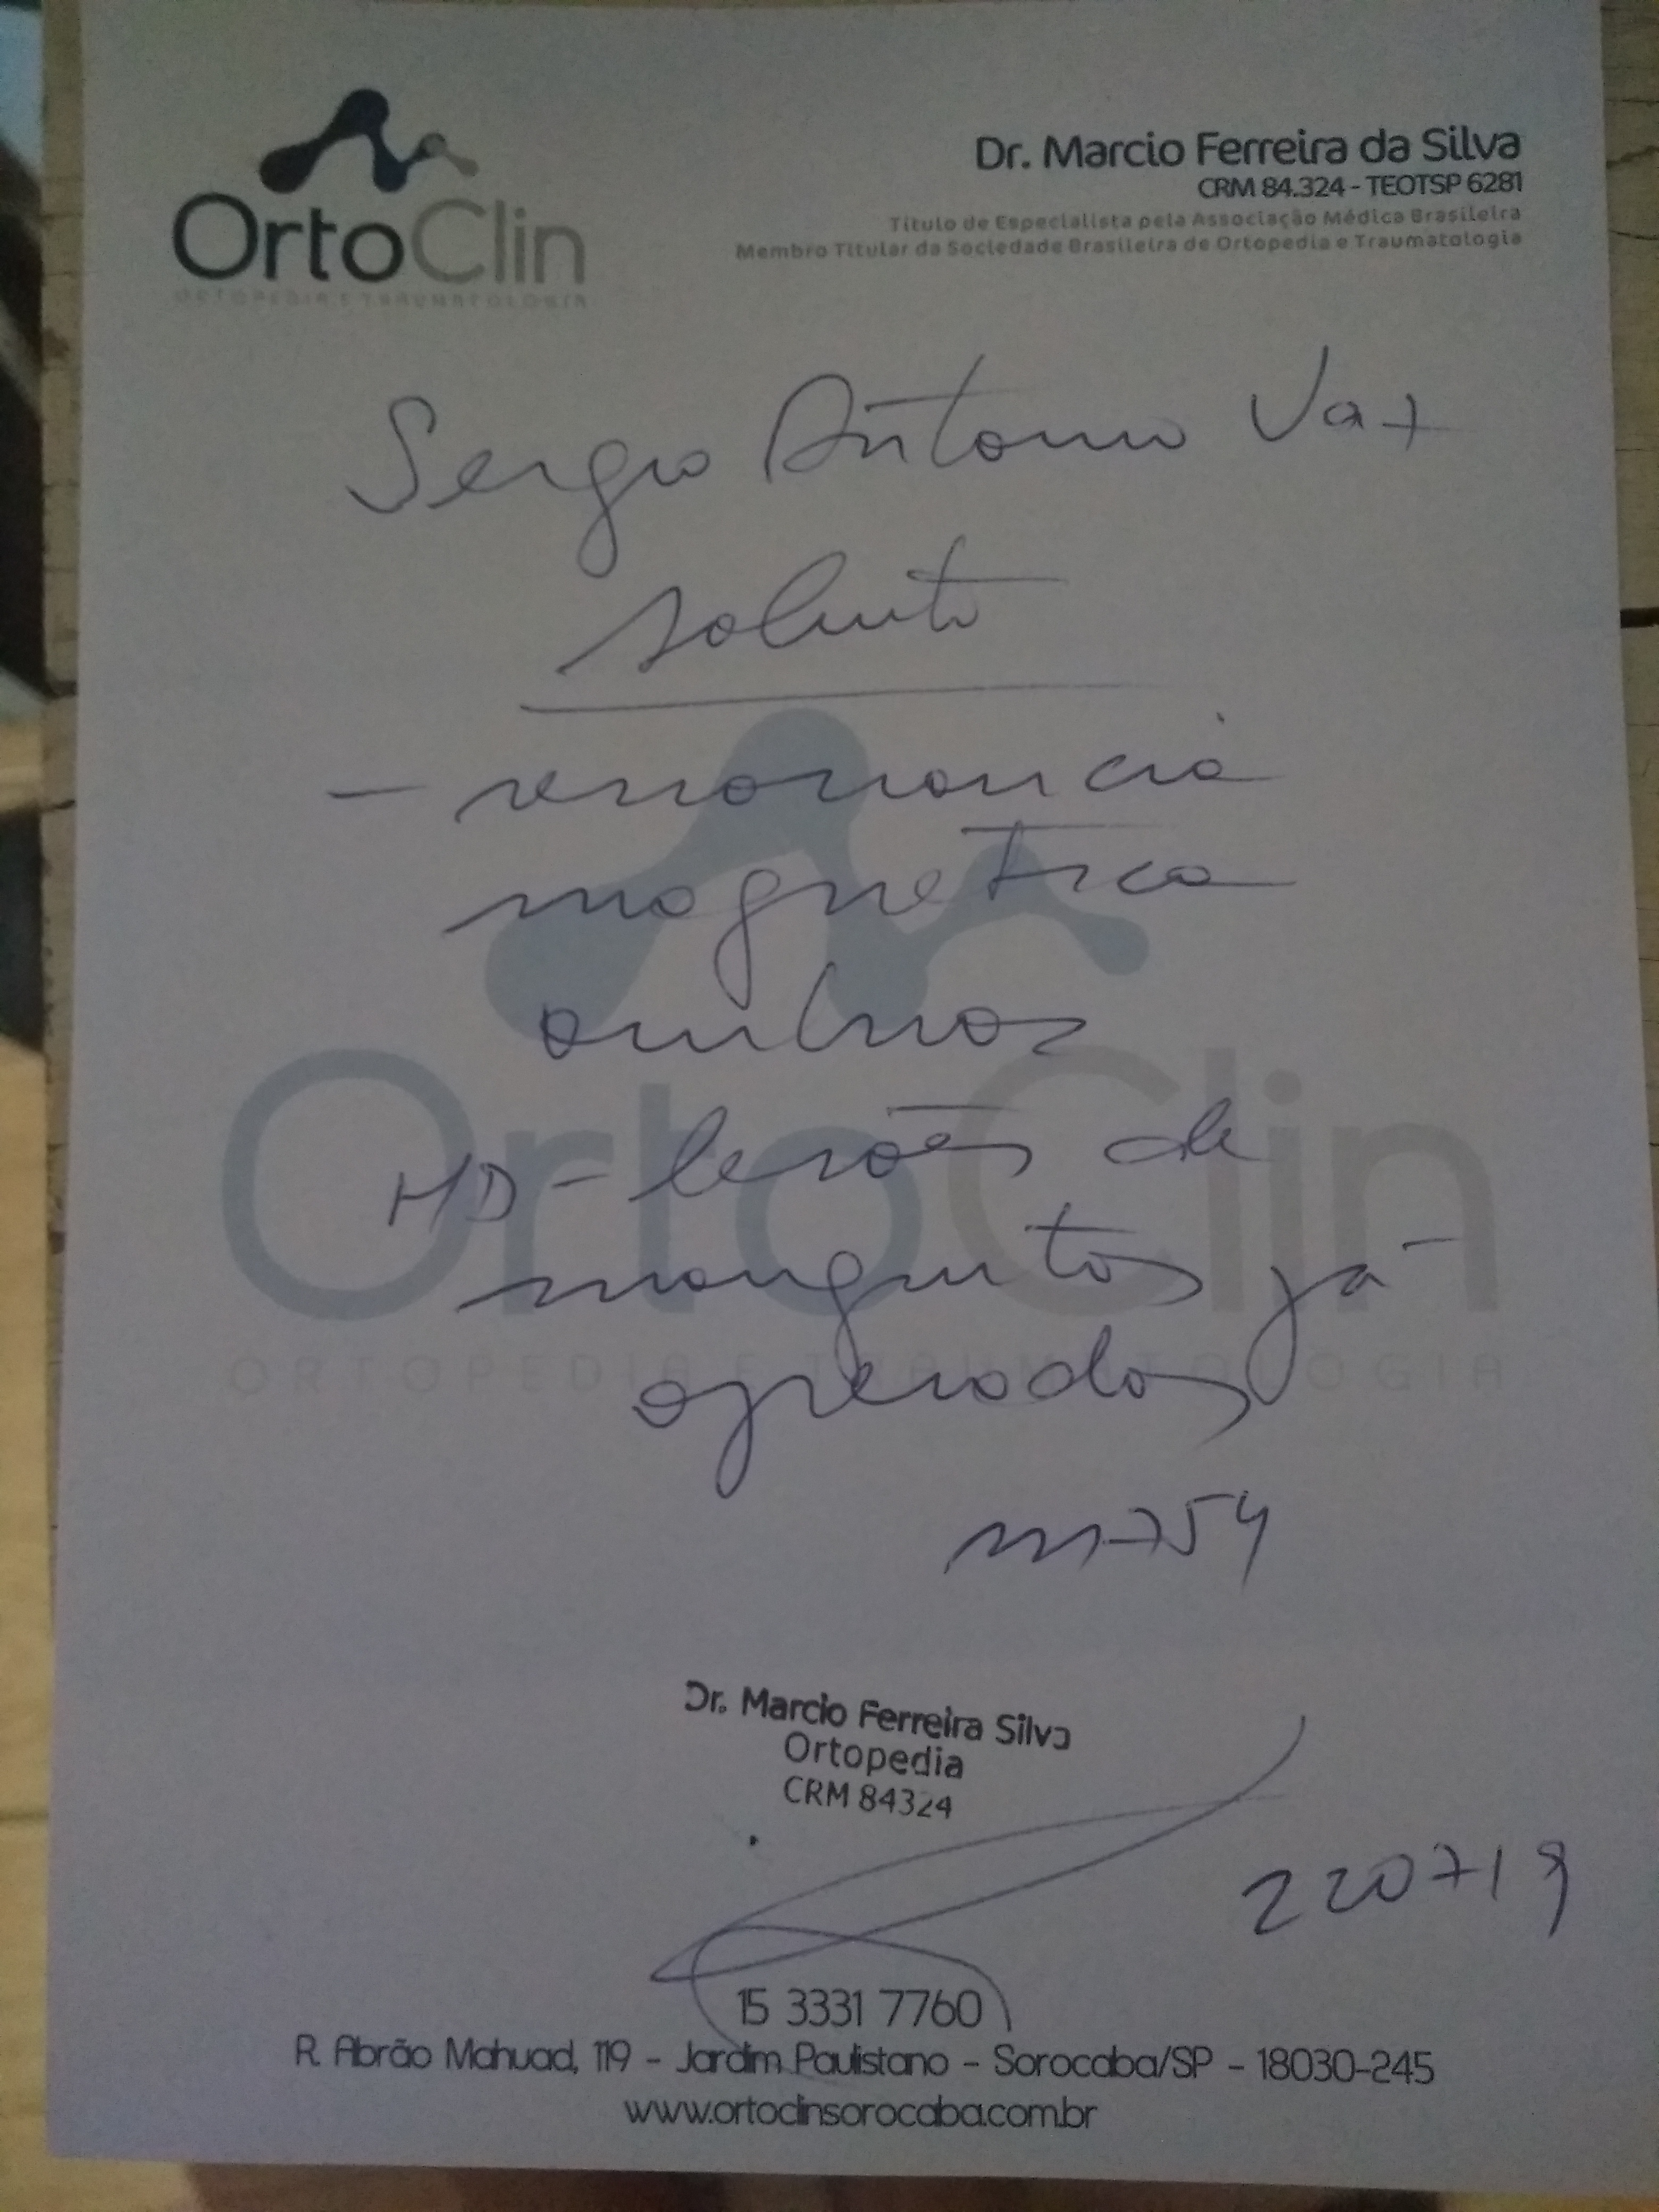 OrtoClin
ORTOPEDIA E TRAUMATOLOGIA
Dr. Marcio Ferreira da Silva
CRM 84.324 - TEOTSP 6281
Título de Especialista pela Associação Médica Brasileira
Membro Titular da Sociedade Brasileira de Ortopedia e Traumatologia
Sergio Antonio Vaz
solicito
- ressonancia
magnetica
ombros
HD - lesões de
manguitos já
operados
M754
OrtoClin
ORTOPEDIA E TRAUMATOLOGIA
Dr. Marcio Ferreira Silva
Ortopedia
CRM 84324
220719
15 3331 7760
R. Abrão Mahuad, 119 - Jardim Paulistano - Sorocaba/SP - 18030-245
www.ortoclinsorocaba.com.br